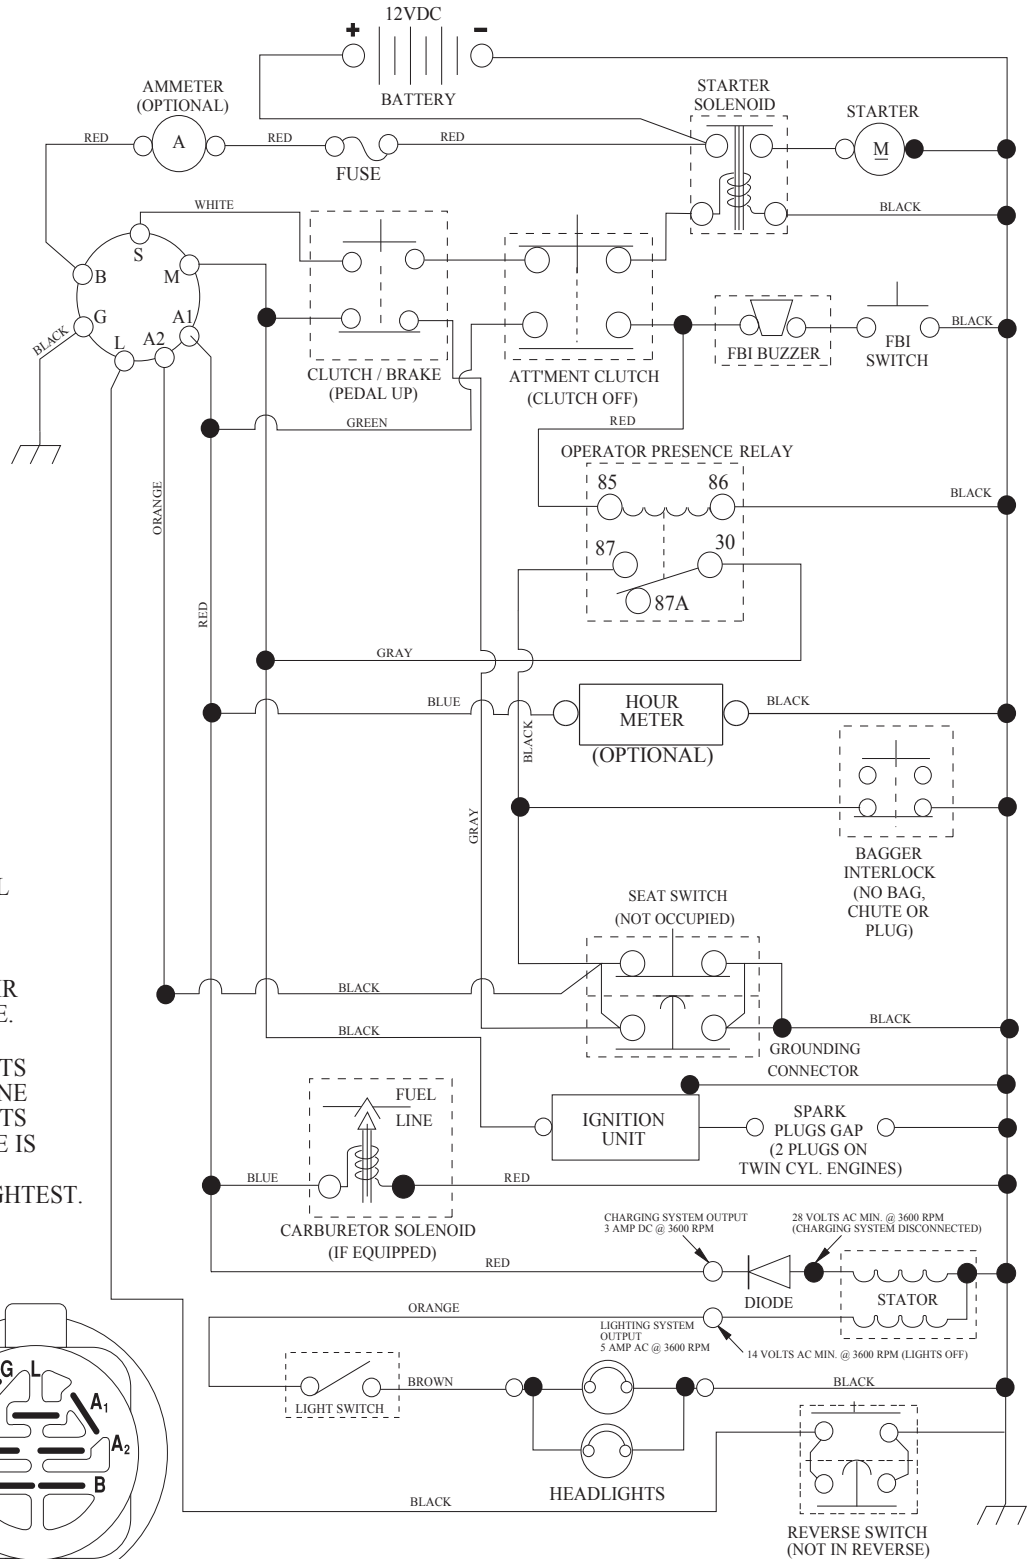 12VDC
+
-
BATTERY
AMMETER
(OPTIONAL)
A
RED
RED
FUSE
RED
STARTER
SOLENOID
STARTER
M
BLACK
WHITE
S
B
M
G
A1
L
A2
BLACK
CLUTCH / BRAKE
(PEDAL UP)
ATT'MENT CLUTCH
(CLUTCH OFF)
FBI BUZZER
FBI
SWITCH
BLACK
GREEN
RED
OPERATOR PRESENCE RELAY
85
86
87
30
87A
BLACK
ORANGE
RED
GRAY
BLUE
HOUR
METER
(OPTIONAL)
BLACK
BLACK
GRAY
BAGGER
INTERLOCK
(NO BAG,
CHUTE OR
PLUG)
SEAT SWITCH
(NOT OCCUPIED)
BLACK
BLACK
BLACK
GROUNDING
CONNECTOR
L
IR
E.
TS
NE
TS
E IS
GHTEST.
FUEL
LINE
IGNITION
UNIT
SPARK
PLUGS GAP
(2 PLUGS ON
TWIN CYL. ENGINES)
BLUE
RED
CARBURETOR SOLENOID
(IF EQUIPPED)
CHARGING SYSTEM OUTPUT
3 AMP DC @ 3600 RPM
28 VOLTS AC MIN. @ 3600 RPM
(CHARGING SYSTEM DISCONNECTED)
RED
DIODE
STATOR
ORANGE
LIGHTING SYSTEM
OUTPUT
5 AMP AC @ 3600 RPM
14 VOLTS AC MIN. @ 3600 RPM (LIGHTS OFF)
LIGHT SWITCH
BROWN
BLACK
HEADLIGHTS
BLACK
REVERSE SWITCH
(NOT IN REVERSE)
G
L
A1
A2
B